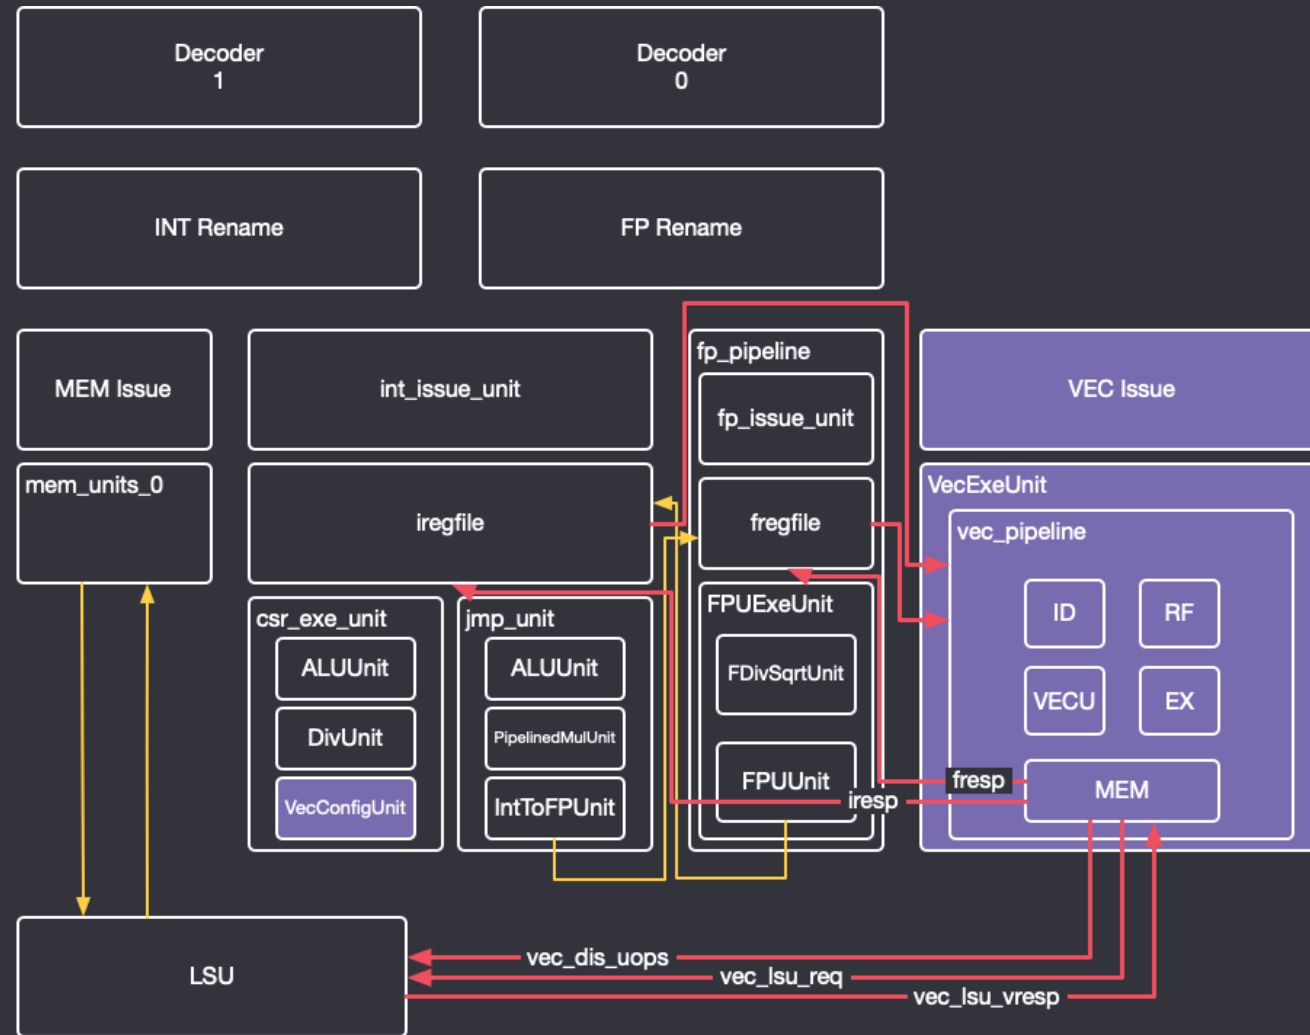 Decoder
1
Decoder
0
INT Rename
FP Rename
MEM Issue
int_issue_unit
fp_pipeline
fp_issue_unit
VEC Issue
mem_units_0
iregfile
fregfile
VecExeUnit
vec_pipeline
ID
RF
VECU
EX
MEM
csr_exe_unit
ALUUnit
DivUnit
VecConfigUnit
jmp_unit
ALUUnit
PipelinedMulUnit
IntToFPUnit
FPUExeUnit
FDivSqrtUnit
FPUUnit
fresp
iresp
LSU
vec_dis_uops
vec_lsu_req
vec_lsu_vresp